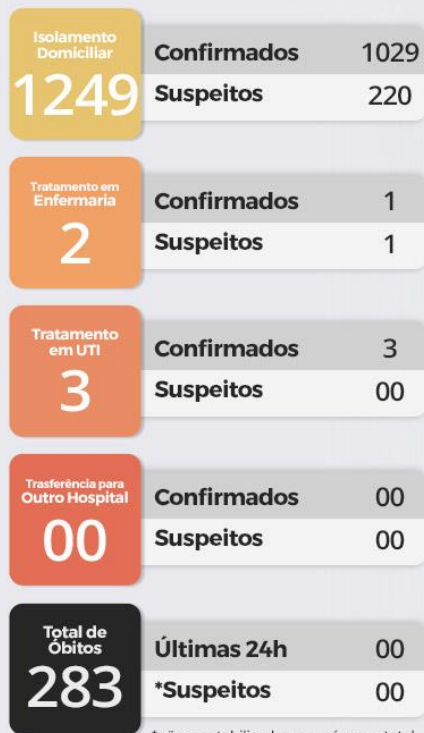 Isolamento
Domiciliar
1249
Confirmados 1029
Suspeitos 220
Tratamento em
Enfermaria
2
Confirmados 1
Suspeitos 1
Tratamento
em UTI
3
Confirmados 3
Suspeitos 00
Trasferência para
Outro Hospital
00
Confirmados 00
Suspeitos 00
Total de
Óbitos
283
Últimas 24h 00
*Suspeitos 00